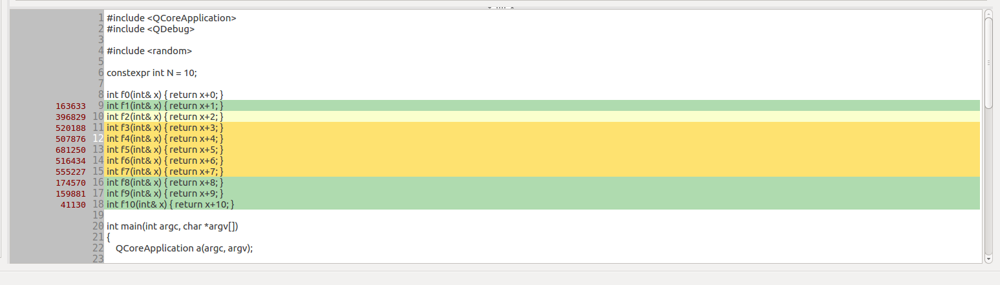 1 #include <QCoreApplication>
2 #include <QDebug>
3
4 #include <random>
5
6 constexpr int N = 10;
7
8 int f0(int& x) { return x+0; }
163633 9 int f1(int& x) { return x+1; }
396829 10 int f2(int& x) { return x+2; }
520188 11 int f3(int& x) { return x+3; }
507876 12 int f4(int& x) { return x+4; }
681250 13 int f5(int& x) { return x+5; }
516434 14 int f6(int& x) { return x+6; }
555227 15 int f7(int& x) { return x+7; }
174570 16 int f8(int& x) { return x+8; }
159881 17 int f9(int& x) { return x+9; }
41130 18 int f10(int& x) { return x+10; }
19
20 int main(int argc, char *argv[])
21 {
22 QCoreApplication a(argc, argv);
23